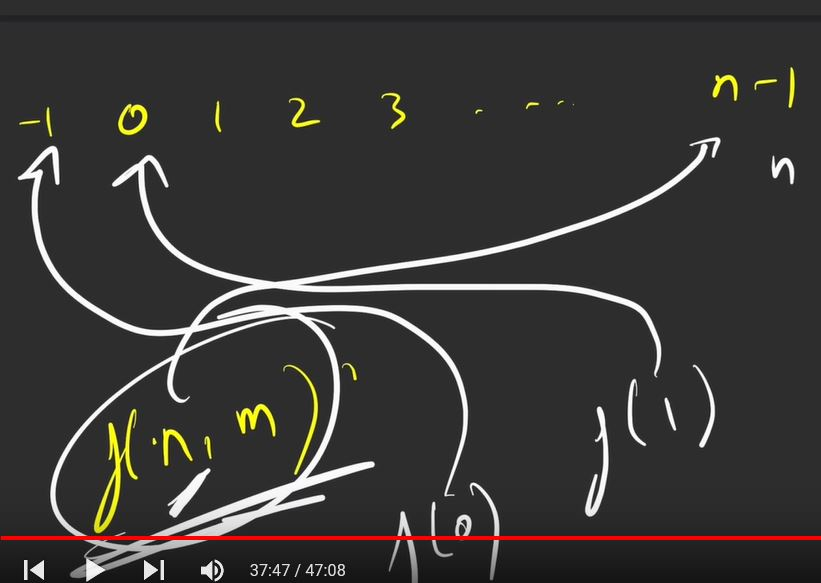 -1 0 1 2 3 . - - . . n-1
n
f(n, m)
f(1)
f(0)
37:47 / 47:08